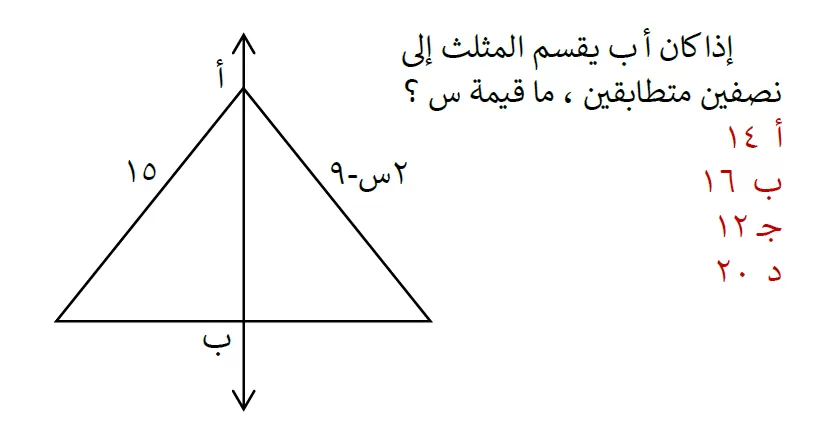 إذا كان أ ب يقسم المثلث إلى
نصفين متطابقين ، ما قيمة س ؟
أ ١٤
ب ١٦
جـ ١٢
د ٢٠
أ
١٥
٢س-٩
ب